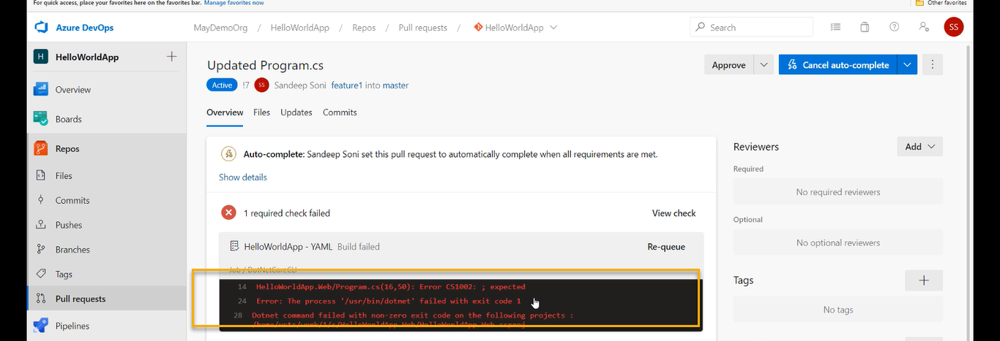 For quick access, place your favorites here on the favorites bar. Manage favorites now
Other favorites
Azure DevOps
MayDemoOrg / HelloWorldApp / Repos / Pull requests / HelloWorldApp
Search
SS
H HelloWorldApp
Overview
Boards
Repos
Files
Commits
Pushes
Branches
Tags
Pull requests
Pipelines
Updated Program.cs
Approve
Cancel auto-complete
Active !7 SS Sandeep Soni feature1 into master
Overview Files Updates Commits
Auto-complete: Sandeep Soni set this pull request to automatically complete when all requirements are met.
Show details
1 required check failed
View check
HelloWorldApp - YAML Build failed
Re-queue
Job / DotNetCoreCLI
14 HelloWorldApp.Web/Program.cs(16,50): Error CS1002: ; expected
24 Error: The process '/usr/bin/dotnet' failed with exit code 1
28 Dotnet command failed with non-zero exit code on the following projects :
/home/vsts/work/1/s/HelloWorldApp.Web/HelloWorldApp.Web.csproj
Reviewers
Add
Required
No required reviewers
Optional
No optional reviewers
Tags
No tags